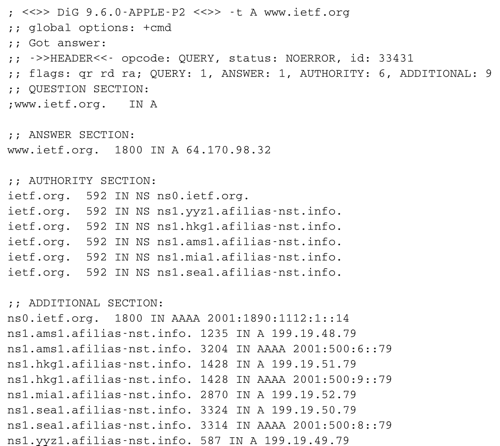 ; <<>> DiG 9.6.0-APPLE-P2 <<>> -t A www.ietf.org
;; global options: +cmd
;; Got answer:
;; ->>HEADER<<- opcode: QUERY, status: NOERROR, id: 33431
;; flags: qr rd ra; QUERY: 1, ANSWER: 1, AUTHORITY: 6, ADDITIONAL: 9
;; QUESTION SECTION:
;www.ietf.org. IN A
;; ANSWER SECTION:
www.ietf.org. 1800 IN A 64.170.98.32
;; AUTHORITY SECTION:
ietf.org. 592 IN NS ns0.ietf.org.
ietf.org. 592 IN NS ns1.yyz1.afilias-nst.info.
ietf.org. 592 IN NS ns1.hkg1.afilias-nst.info.
ietf.org. 592 IN NS ns1.ams1.afilias-nst.info.
ietf.org. 592 IN NS ns1.mia1.afilias-nst.info.
ietf.org. 592 IN NS ns1.sea1.afilias-nst.info.
;; ADDITIONAL SECTION:
ns0.ietf.org. 1800 IN AAAA 2001:1890:1112:1::14
ns1.ams1.afilias-nst.info. 1235 IN A 199.19.48.79
ns1.ams1.afilias-nst.info. 3204 IN AAAA 2001:500:6::79
ns1.hkg1.afilias-nst.info. 1428 IN A 199.19.51.79
ns1.hkg1.afilias-nst.info. 1428 IN AAAA 2001:500:9::79
ns1.mia1.afilias-nst.info. 2870 IN A 199.19.52.79
ns1.sea1.afilias-nst.info. 3324 IN A 199.19.50.79
ns1.sea1.afilias-nst.info. 3314 IN AAAA 2001:500:8::79
ns1.yyz1.afilias-nst.info. 587 IN A 199.19.49.79